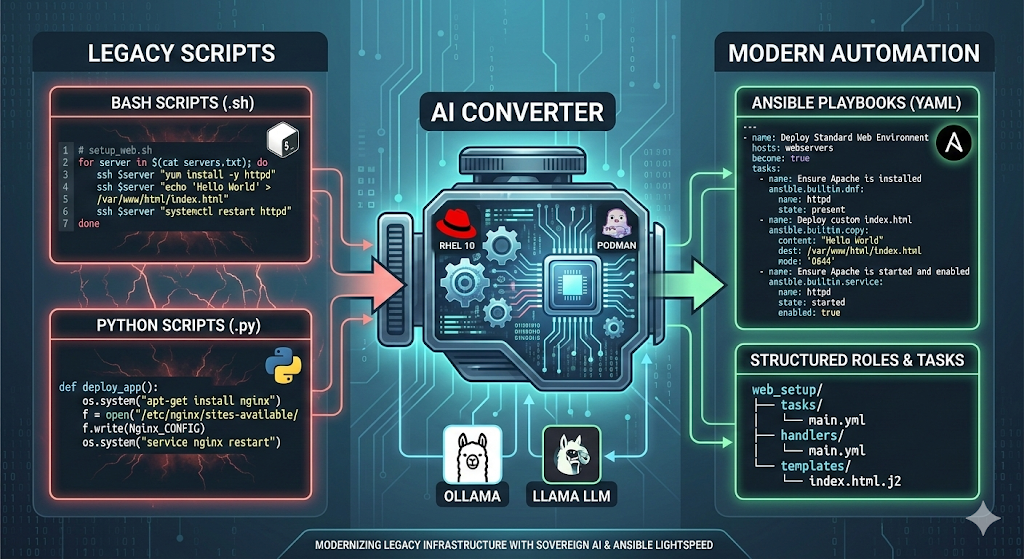 LEGACY SCRIPTS
BASH SCRIPTS (.sh)
1 # setup_web.sh
2 for server in $(cat servers.txt); do
3 ssh $server "yum install -y httpd"
4 ssh $server "echo 'Hello World' >
5 /var/www/html/index.html"
6 ssh $server "systemctl restart httpd"
7 done
PYTHON SCRIPTS (.py)
def deploy_app():
os.system("apt-get install nginx")
f = open("/etc/nginx/sites-available/
f.write(Nginx_CONFIG)
os.system("service nginx restart")
AI CONVERTER
RHEL 10
PODMAN
OLLAMA
LLAMA LLM
MODERN AUTOMATION
ANSIBLE PLAYBOOKS (YAML)
---
- name: Deploy Standard Web Environment
hosts: webservers
become: true
tasks:
- name: Ensure Apache is installed
ansible.builtin.dnf:
name: httpd
state: present
- name: Deploy custom index.html
ansible.builtin.copy:
content: "Hello World"
dest: /var/www/html/index.html
mode: '0644'
- name: Ensure Apache is started and enabled
ansible.builtin.service:
name: httpd
state: started
enabled: true
A
STRUCTURED ROLES & TASKS
web_setup/
├── tasks/
│ └── main.yml
├── handlers/
│ └── main.yml
└── templates/
└── index.html.j2
MODERNIZING LEGACY INFRASTRUCTURE WITH SOVEREIGN AI & ANSIBLE LIGHTSPEED